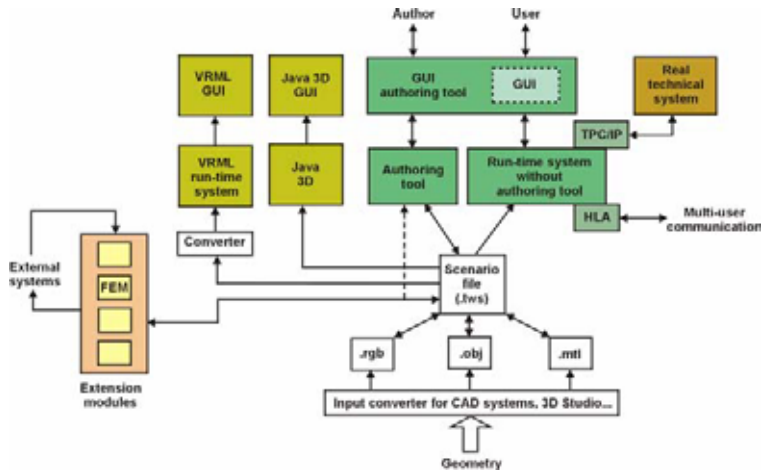 Author
User
VRML
GUI
Java 3D
GUI
GUI
authoring tool
GUI
Real
technical
system
TPC/IP
VRML
run-time
system
Java
3D
Authoring
tool
Run-time system
without
authoring tool
HLA
Multi-user
communication
Converter
External
systems
FEM
Scenario
file
(.tws)
.rgb
.obj
.mtl
Extension
modules
Input converter for CAD systems, 3D Studio...
Geometry